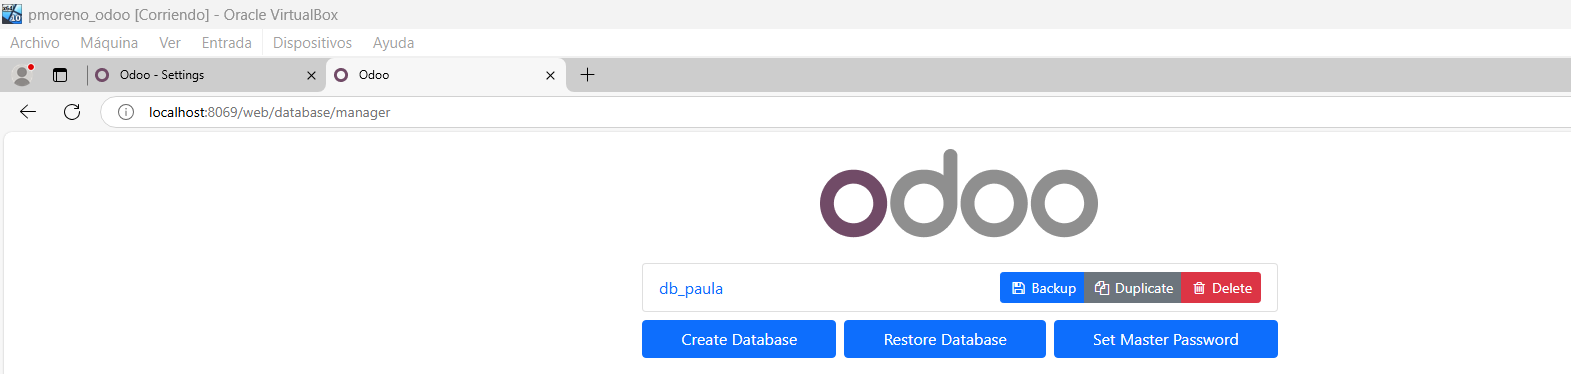 pmoreno_odoo [Corriendo] - Oracle VirtualBox
Archivo Máquina Ver Entrada Dispositivos Ayuda
Odoo - Settings Odoo
localhost:8069/web/database/manager
odoo
db_paula Backup Duplicate Delete
Create Database Restore Database Set Master Password